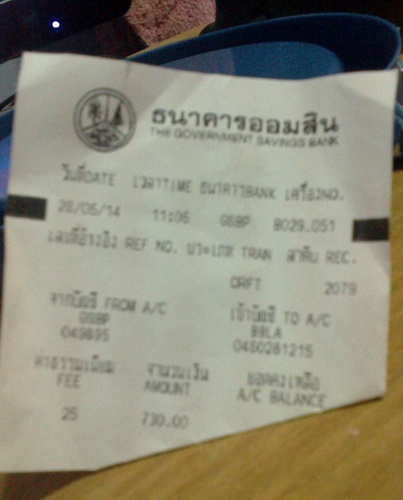 ธนาคารออมสิน
THE GOVERNMENT SAVINGS BANK
วันที่DATE เวลาTIME ธนาคารBANK เครื่องNO.
28/05/14 11:06 GSBP 8029.051
เลขที่อ้างอิง REF NO. ประเภท TRAN ลำดับ REC.
ORFT 2079
จากบัญชี FROM A/C เข้าบัญชี TO A/C
GSBP BBLA
049895 0450281215
ค่าธรรมเนียม จำนวนเงิน ยอดคงเหลือ
FEE AMOUNT A/C BALANCE
25 730.00